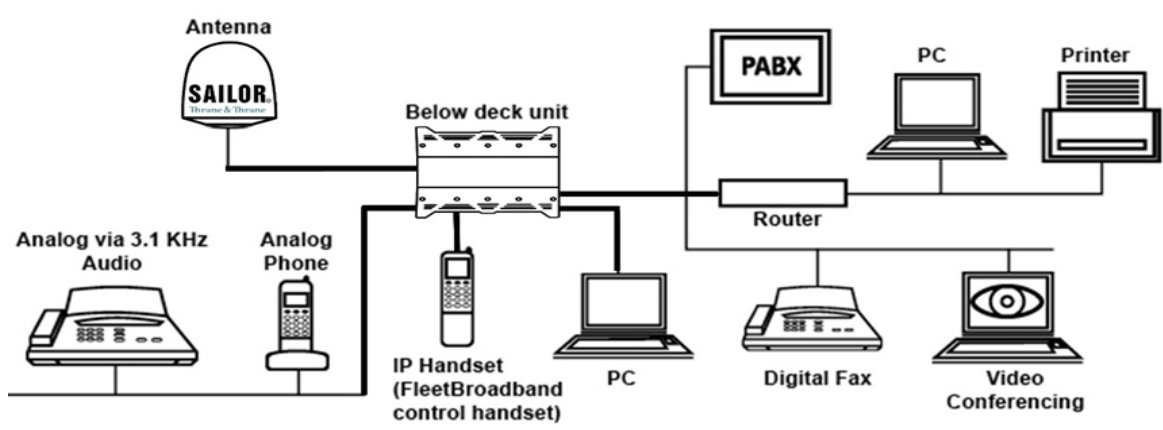 Antenna
SAILOR®
Thrane & Thrane
Below deck unit
PABX
PC
Printer
Router
Analog via 3.1 KHz
Audio
Analog
Phone
IP Handset
(FleetBroadband
control handset)
PC
Digital Fax
Video
Conferencing